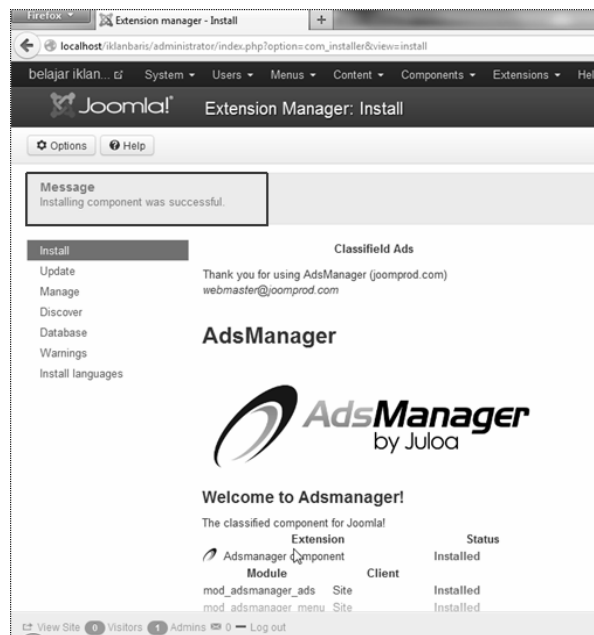 Firefox
Extension manager - Install
+
localhost/iklanbaris/administrator/index.php?option=com_installer&view=install
belajar iklan... System Users Menus Content Components Extensions Hel
Joomla! Extension Manager: Install
Options Help
Message
Installing component was successful.
Install
Update
Manage
Discover
Database
Warnings
Install languages
Classifield Ads
Thank you for using AdsManager (joomprod.com)
webmaster@joomprod.com
AdsManager
AdsManager
by Juloa
Welcome to Adsmanager!
The classified component for Joomla!
Extension Status
Adsmanager component Installed
Module Client
mod_adsmanager_ads Site Installed
mod_adsmanager_menu Site Installed
View Site 0 Visitors 1 Admins 0 Log out